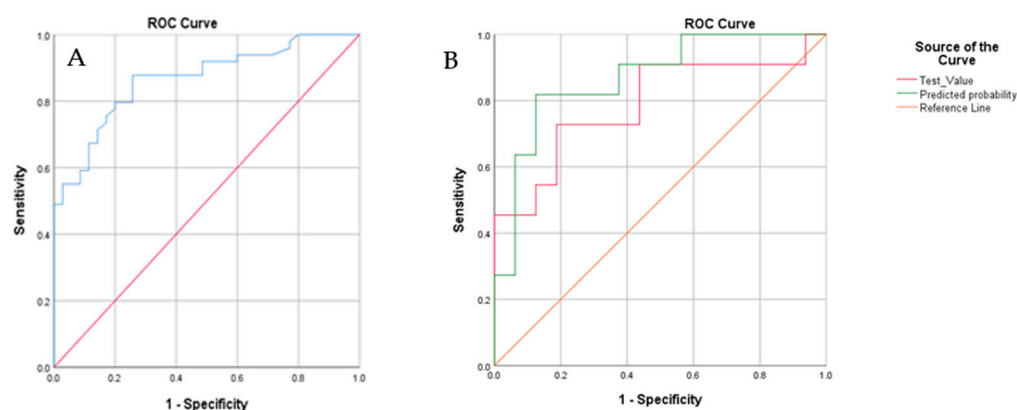 ROC Curve
A
1.0
0.8
0.6
0.4
0.2
0.0
Sensitivity
0.0 0.2 0.4 0.6 0.8 1.0
1 - Specificity
ROC Curve
B
1.0
0.8
0.6
0.4
0.2
0.0
Sensitivity
0.0 0.2 0.4 0.6 0.8 1.0
1 - Specificity
Source of the
Curve
Test_Value
Predicted probability
Reference Line